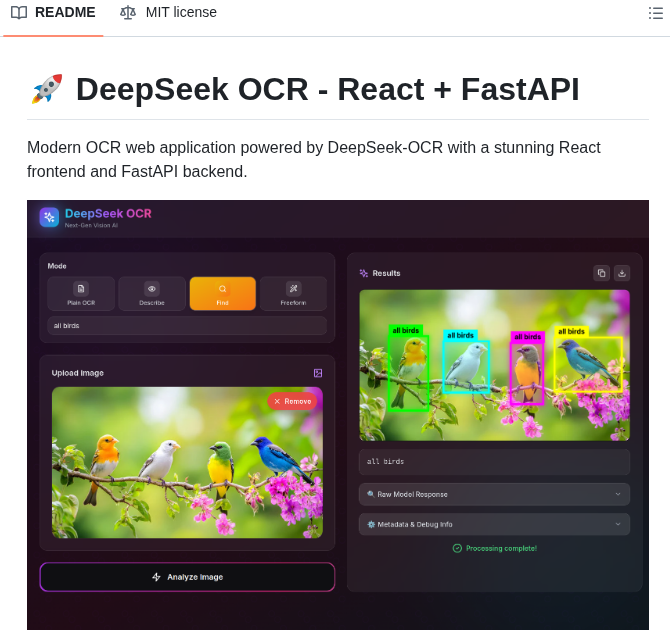 README
MIT license
🚀 DeepSeek OCR - React + FastAPI
Modern OCR web application powered by DeepSeek-OCR with a stunning React
frontend and FastAPI backend.
DeepSeek OCR
Next-Gen Vision AI
Mode
Plain OCR
Describe
Find
Freeform
all birds
Upload Image
Remove
Analyze Image
Results
all birds
all birds
all birds
all birds
all birds
🔍 Raw Model Response
⚙️ Metadata & Debug Info
Processing complete!